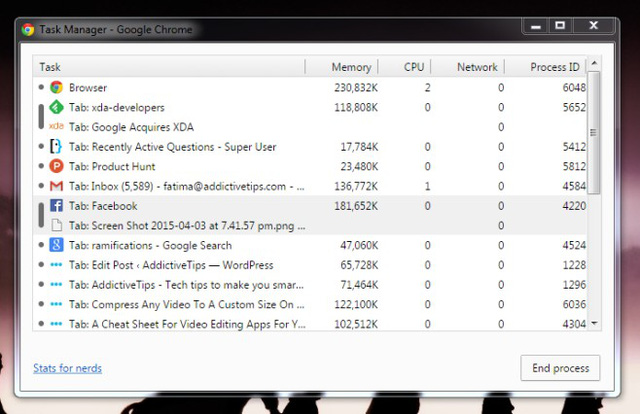 Task Manager - Google Chrome
Task Memory CPU Network Process ID
Browser 230,832K 2 0 6048
Tab: xda-developers 118,808K 0 0 5652
xda Tab: Google Acquires XDA 0
Tab: Recently Active Questions - Super User 17,784K 0 0 5412
P Tab: Product Hunt 23,480K 0 0 5812
Tab: Inbox (5,589) - fatima@addictivetips.com - ... 136,772K 1 0 4584
f Tab: Facebook 181,652K 0 0 4220
Tab: Screen Shot 2015-04-03 at 7.41.57 pm.png ... 0
8 Tab: ramifications - Google Search 47,060K 0 0 4524
Tab: Edit Post ‹ AddictiveTips — WordPress 65,728K 0 0 1228
Tab: AddictiveTips - Tech tips to make you smar... 71,464K 0 0 1296
Tab: Compress Any Video To A Custom Size On ... 122,100K 0 0 6036
Tab: A Cheat Sheet For Video Editing Apps For Y... 102,512K 0 0 4304
Stats for nerds
End process